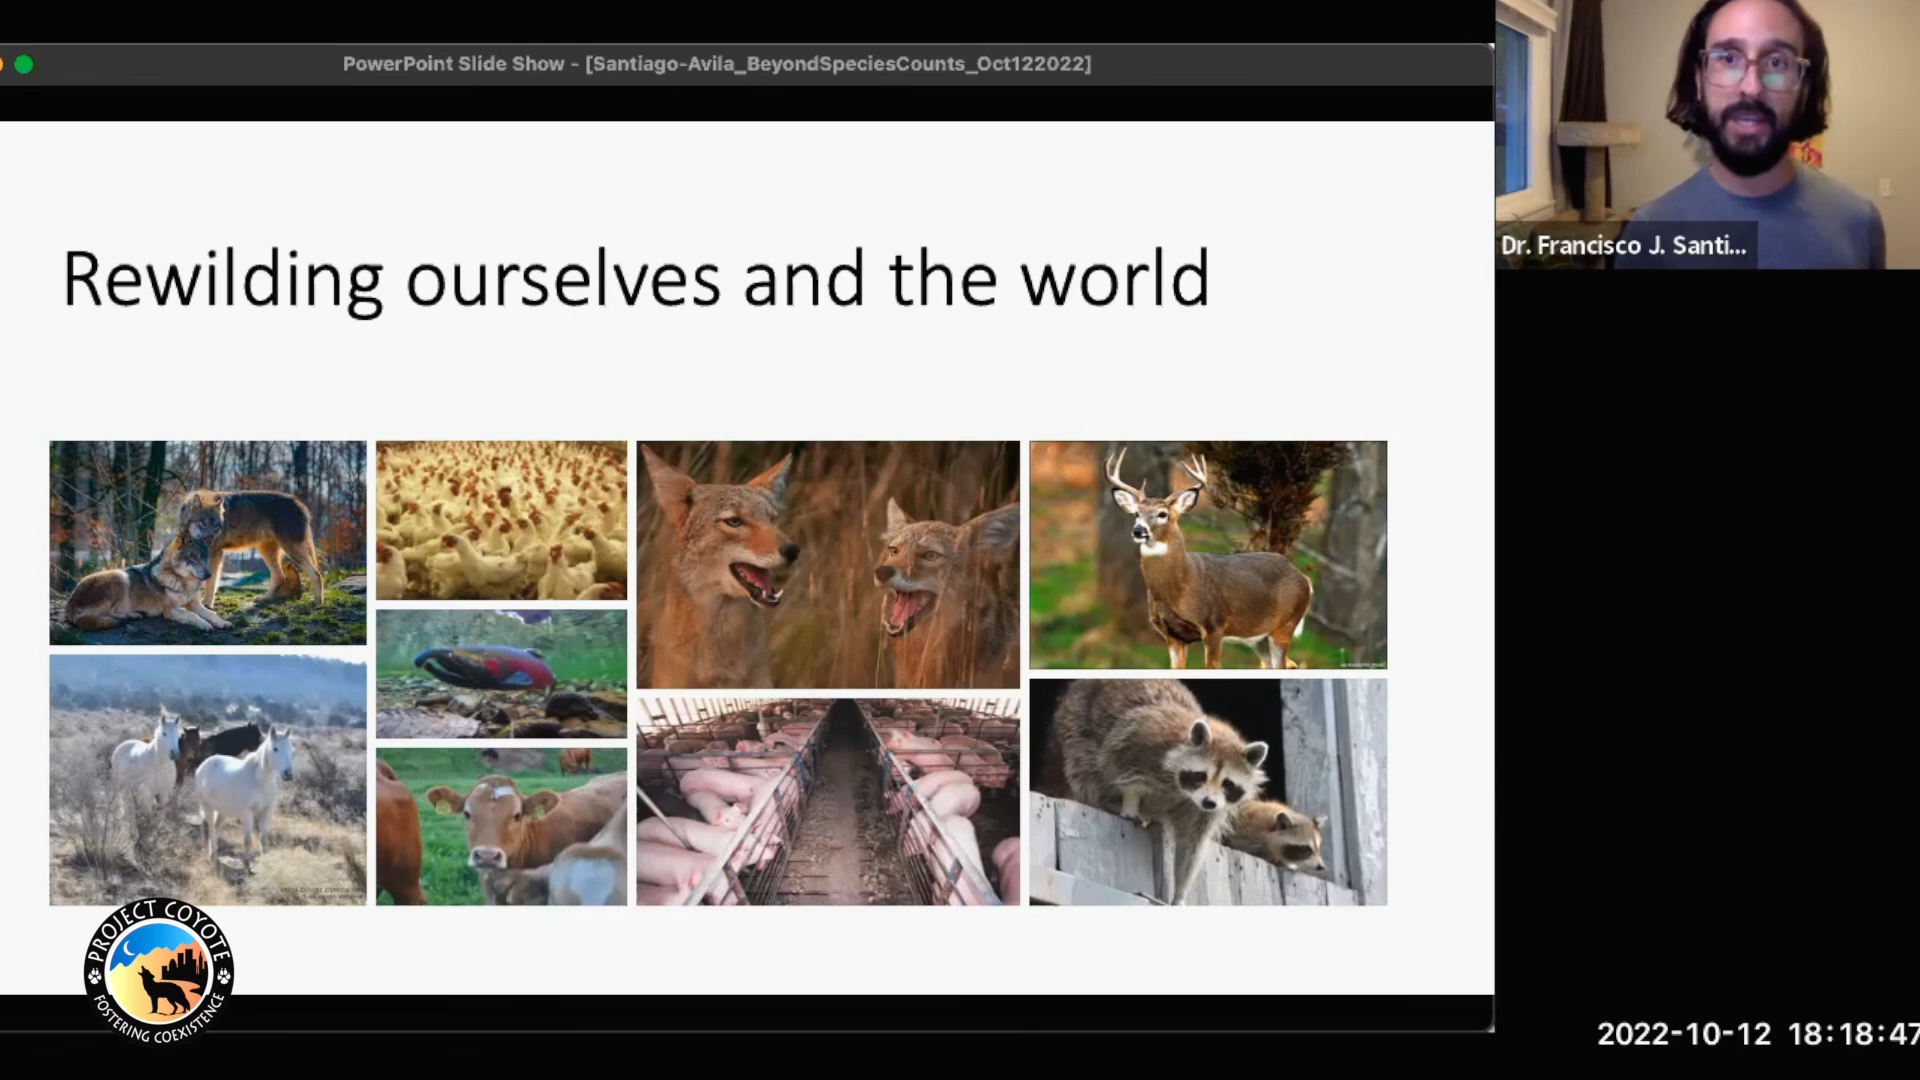 PowerPoint Slide Show - [Santiago-Avila_BeyondSpeciesCounts_Oct122022]
Dr. Francisco J. Santi...
Rewilding ourselves and the world
PROJECT COYOTE
FOSTERING COEXISTENCE
2022-10-12 18:18:47